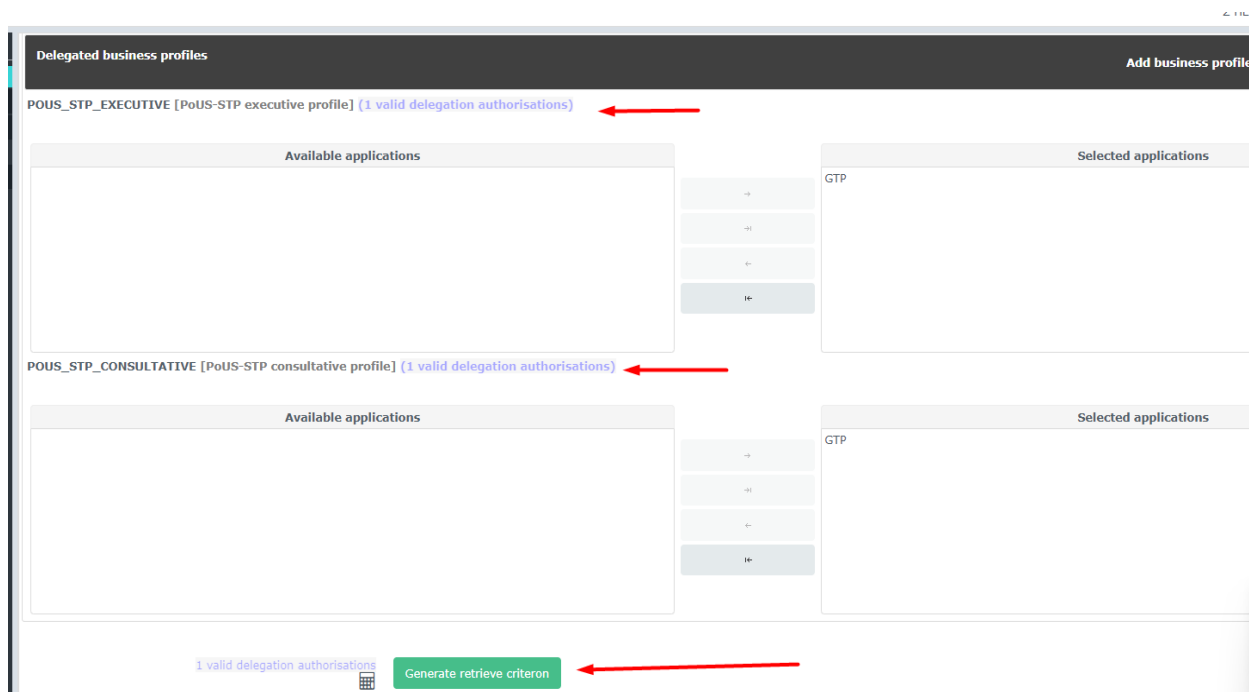 Delegated business profiles
Add business profile
POUS_STP_EXECUTIVE [PoUS-STP executive profile] (1 valid delegation authorisations)
Available applications
Selected applications
GTP
POUS_STP_CONSULTATIVE [PoUS-STP consultative profile] (1 valid delegation authorisations)
Available applications
Selected applications
GTP
1 valid delegation authorisations
Generate retrieve criteron